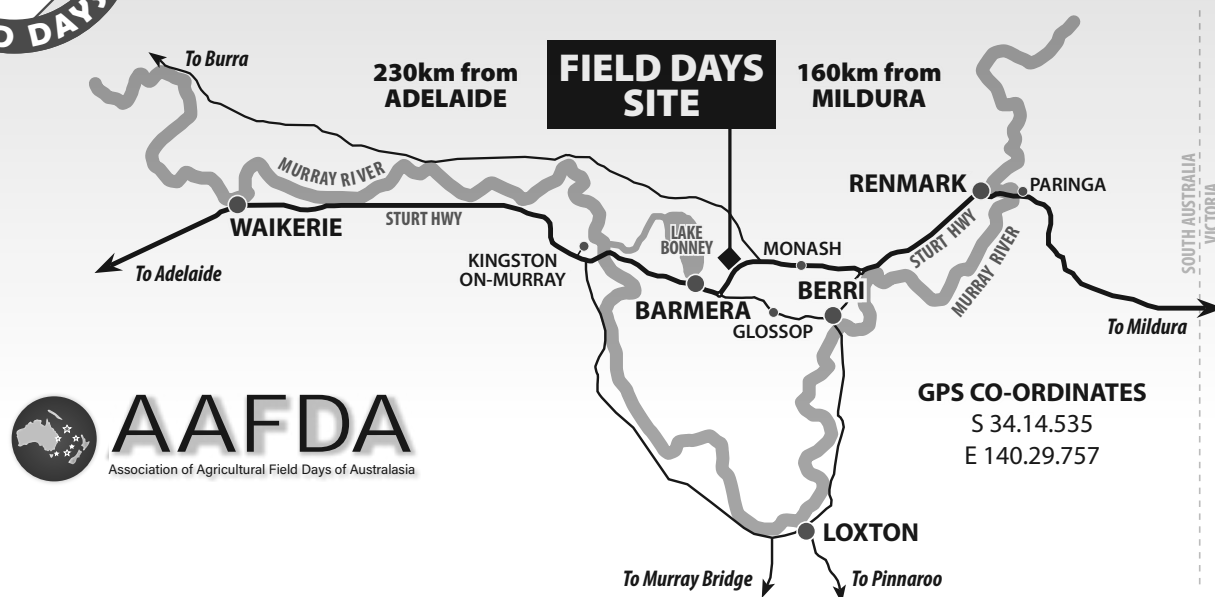 D DAYS
To Burra
230km from
ADELAIDE
FIELD DAYS
SITE
160km from
MILDURA
MURRAY RIVER
RENMARK
PARINGA
SOUTH AUSTRALIA
VICTORIA
WAIKERIE
STURT HWY
To Adelaide
KINGSTON
ON-MURRAY
LAKE
BONNEY
MONASH
STURT HWY
MURRAY RIVER
BARMERA
BERRI
GLOSSOP
To Mildura
AAFDA
Association of Agricultural Field Days of Australasia
GPS CO-ORDINATES
S 34.14.535
E 140.29.757
LOXTON
To Murray Bridge
To Pinnaroo